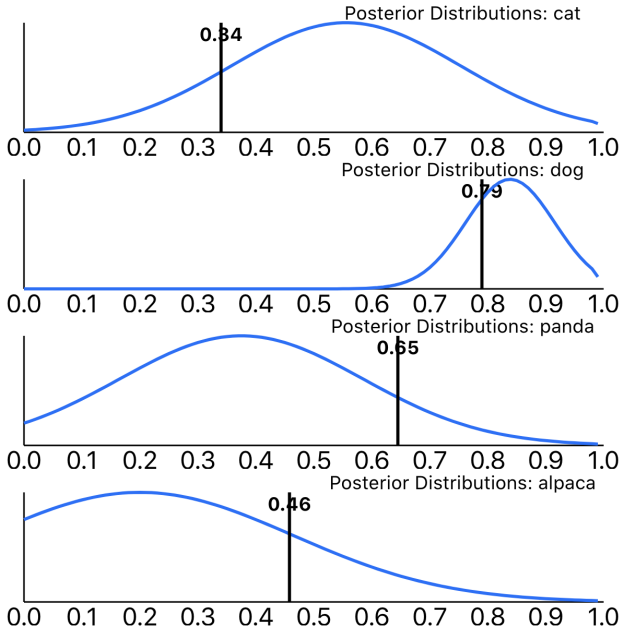 Posterior Distributions: cat
0.34
0.0 0.1 0.2 0.3 0.4 0.5 0.6 0.7 0.8 0.9 1.0
Posterior Distributions: dog
0.79
0.0 0.1 0.2 0.3 0.4 0.5 0.6 0.7 0.8 0.9 1.0
Posterior Distributions: panda
0.65
0.0 0.1 0.2 0.3 0.4 0.5 0.6 0.7 0.8 0.9 1.0
Posterior Distributions: alpaca
0.46
0.0 0.1 0.2 0.3 0.4 0.5 0.6 0.7 0.8 0.9 1.0